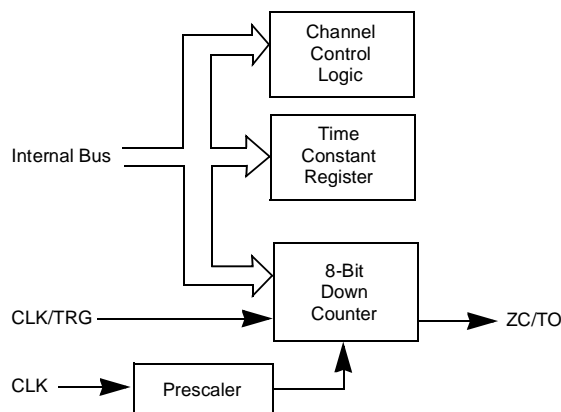 Channel
Control
Logic
Internal Bus
Time
Constant
Register
8-Bit
Down
Counter
CLK/TRG
ZC/TO
CLK
Prescaler